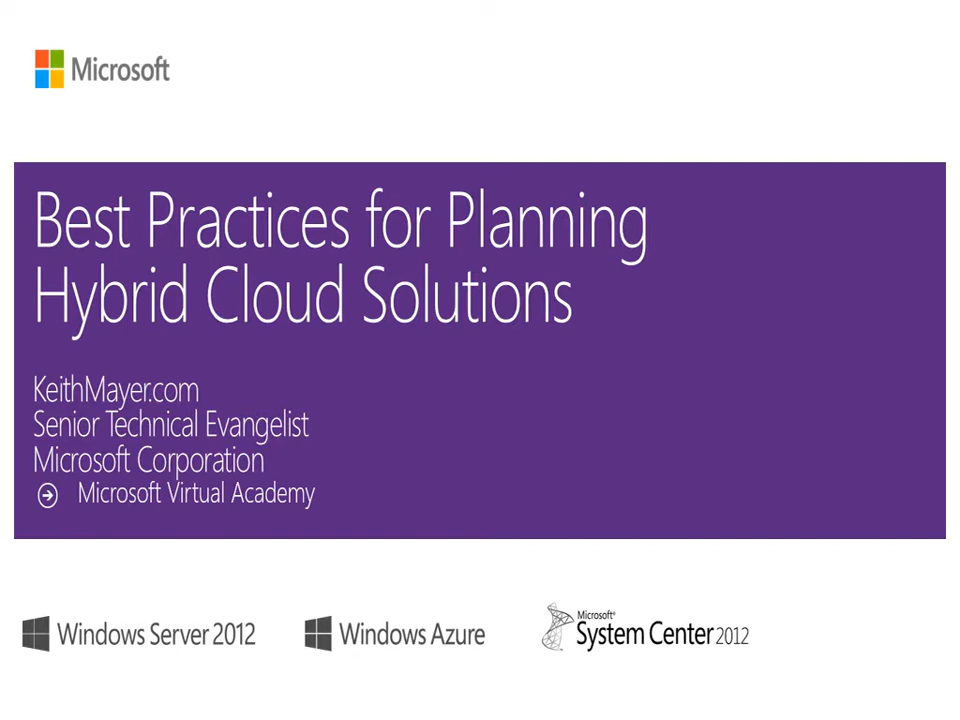 Microsoft
Best Practices for Planning
Hybrid Cloud Solutions
KeithMayer.com
Senior Technical Evangelist
Microsoft Corporation
Microsoft Virtual Academy
Windows Server 2012
Windows Azure
Microsoft®
System Center 2012